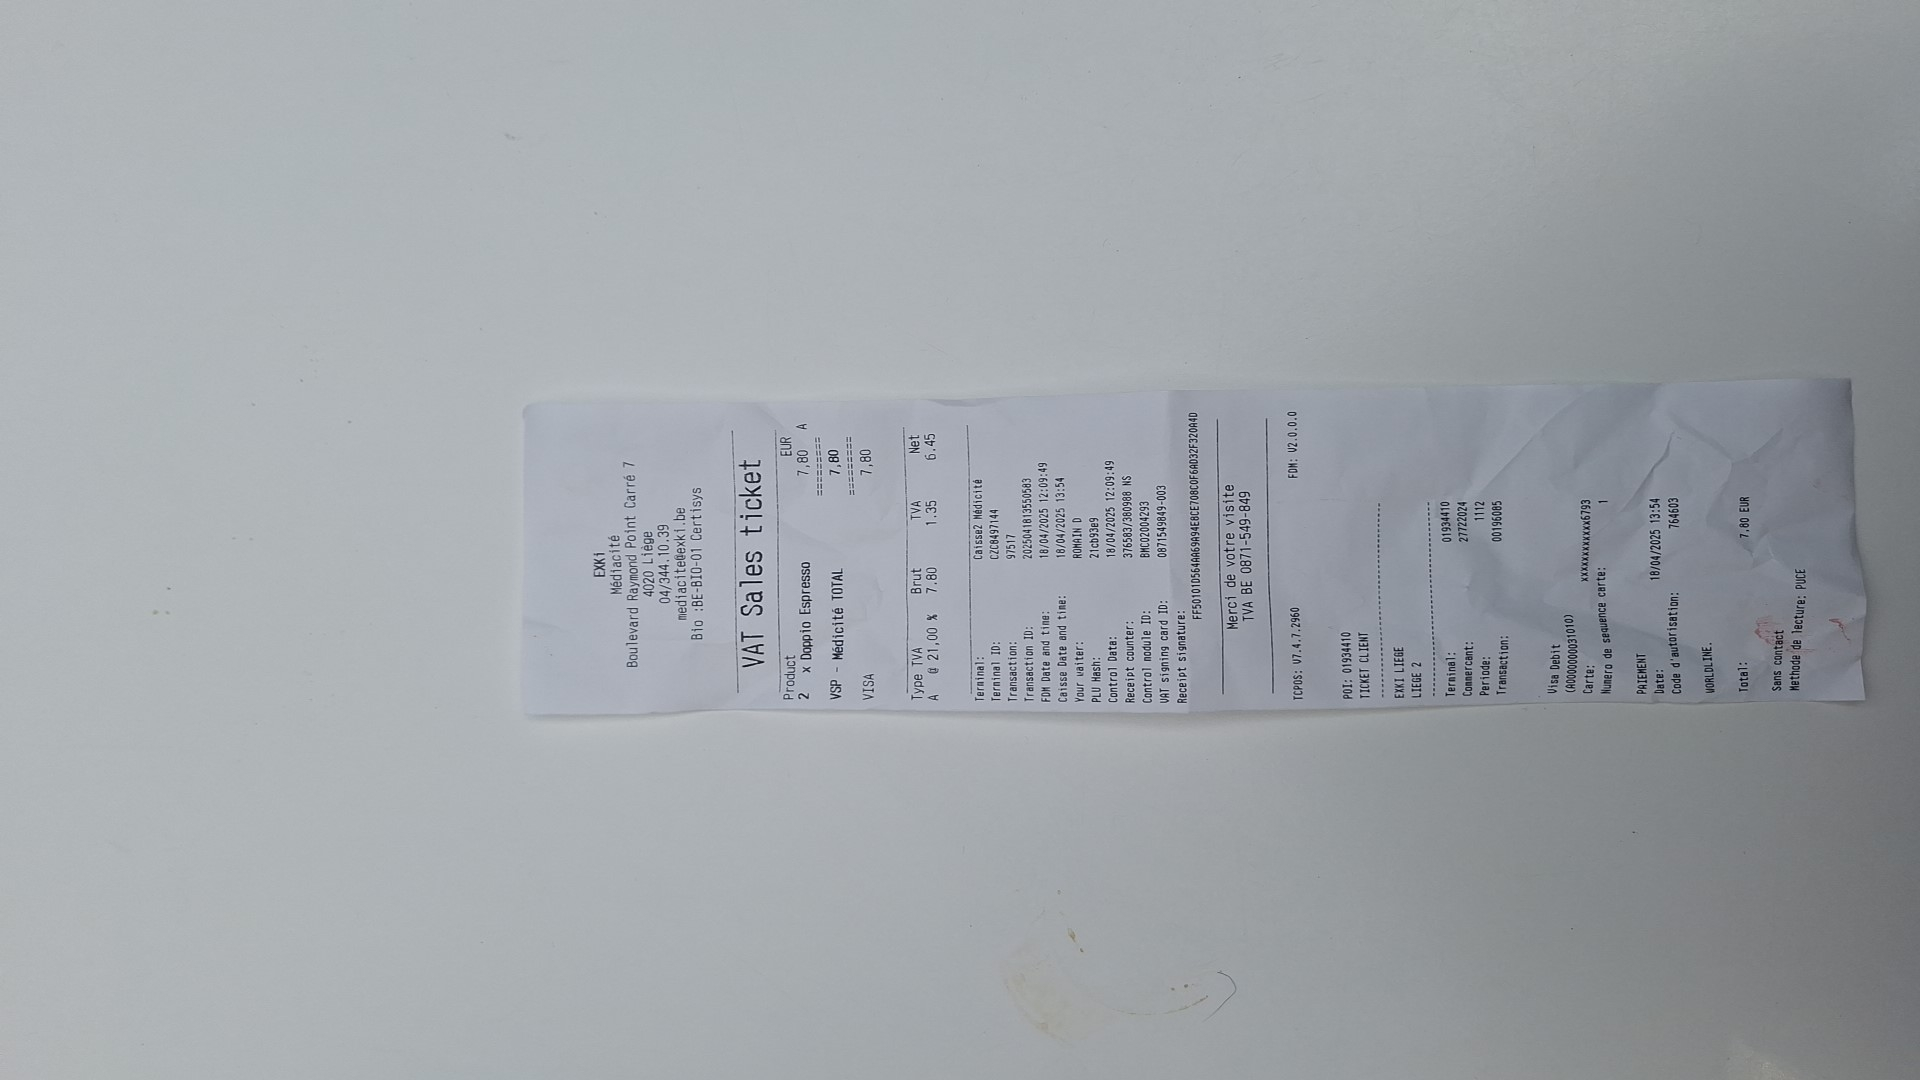 EXKi
Médiacité
Boulevard Raymond Point Carré 7
4020 Liège
04/344.10.39
mediacite@exki.be
Bio :BE-BIO-01 Certisys
VAT Sales ticket
Product EUR
2 x Doppio Espresso 7,80 A
=========
VSP - Médicité TOTAL 7,80
=========
VISA 7,80
Type TVA Brut TVA Net
A @ 21,00 % 7.80 1.35 6.45
Terminal: Caisse2 Médicité
Terminal ID: CZC8497144
Transaction: 97517
Transaction ID: 2025041813550583
FDM Date and time: 18/04/2025 12:09:49
Caisse Date and time: 18/04/2025 13:54
Your waiter: ROMAIN D
PLU Hash: 21cb93e9
Control Data: 18/04/2025 12:09:49
Receipt counter: 376583/380988 NS
Control module ID: BMC02004293
VAT signing card ID: 0871549849-003
Receipt signature:
FF50101D564AA69A94E8CE708C0F6AD32F320A4D
Merci de votre visite
TVA BE 0871-549-849
TCPOS: V7.4.7.2960 FDM: V2.0.0.0
POI: 01934410
TICKET CLIENT
EXKI LIEGE
LIEGE 2
Terminal: 01934410
Commercant: 27722024
Periode: 1112
Transaction: 00196085
Visa Debit
(A0000000031010)
Carte: xxxxxxxxxxxx6793
Numero de sequence carte: 1
PAIEMENT
Date: 18/04/2025 13:54
Code d'autorisation: 764603
WORLDLINE.
Total: 7,80 EUR
Sans contact
Methode de lecture: PUCE